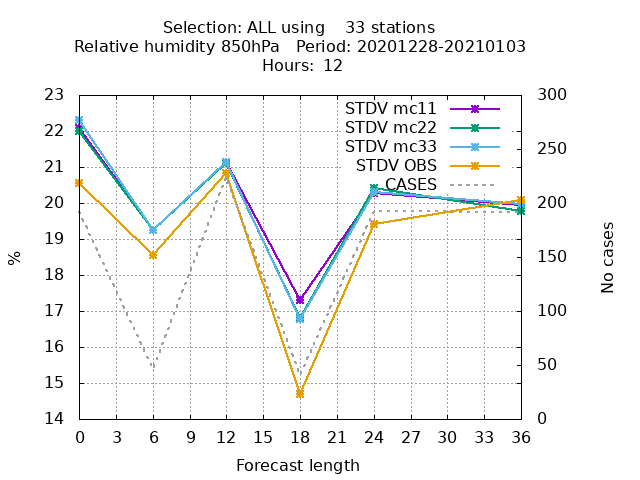 Selection: ALL using    33 stations
Relative humidity 850hPa   Period: 20201228-20210103
Hours: 12
23
22
21
20
19
18
17
16
15
14
%
STDV mc11
STDV mc22
STDV mc33
STDV OBS
CASES
300
250
200
150
100
50
0
No cases
0 3 6 9 12 15 18 21 24 27 30 33 36
Forecast length